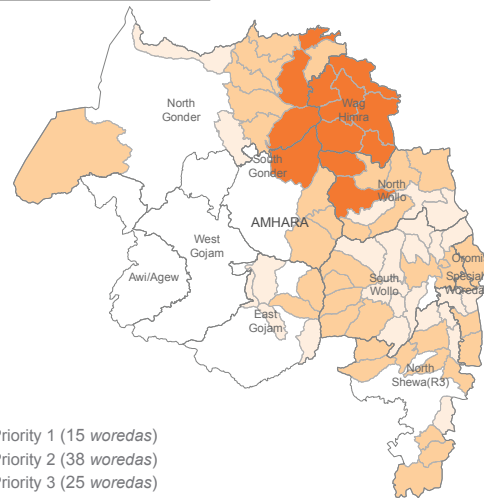 North
Gonder
Wag
Himra
South
Gonder
North
Wollo
AMHARA
West
Gojam
Oromi
Special
Woreda
Awi/Agew
South
Wollo
East
Gojam
North
Shewa(R3)
riority 1 (15 woredas)
riority 2 (38 woredas)
riority 3 (25 woredas)